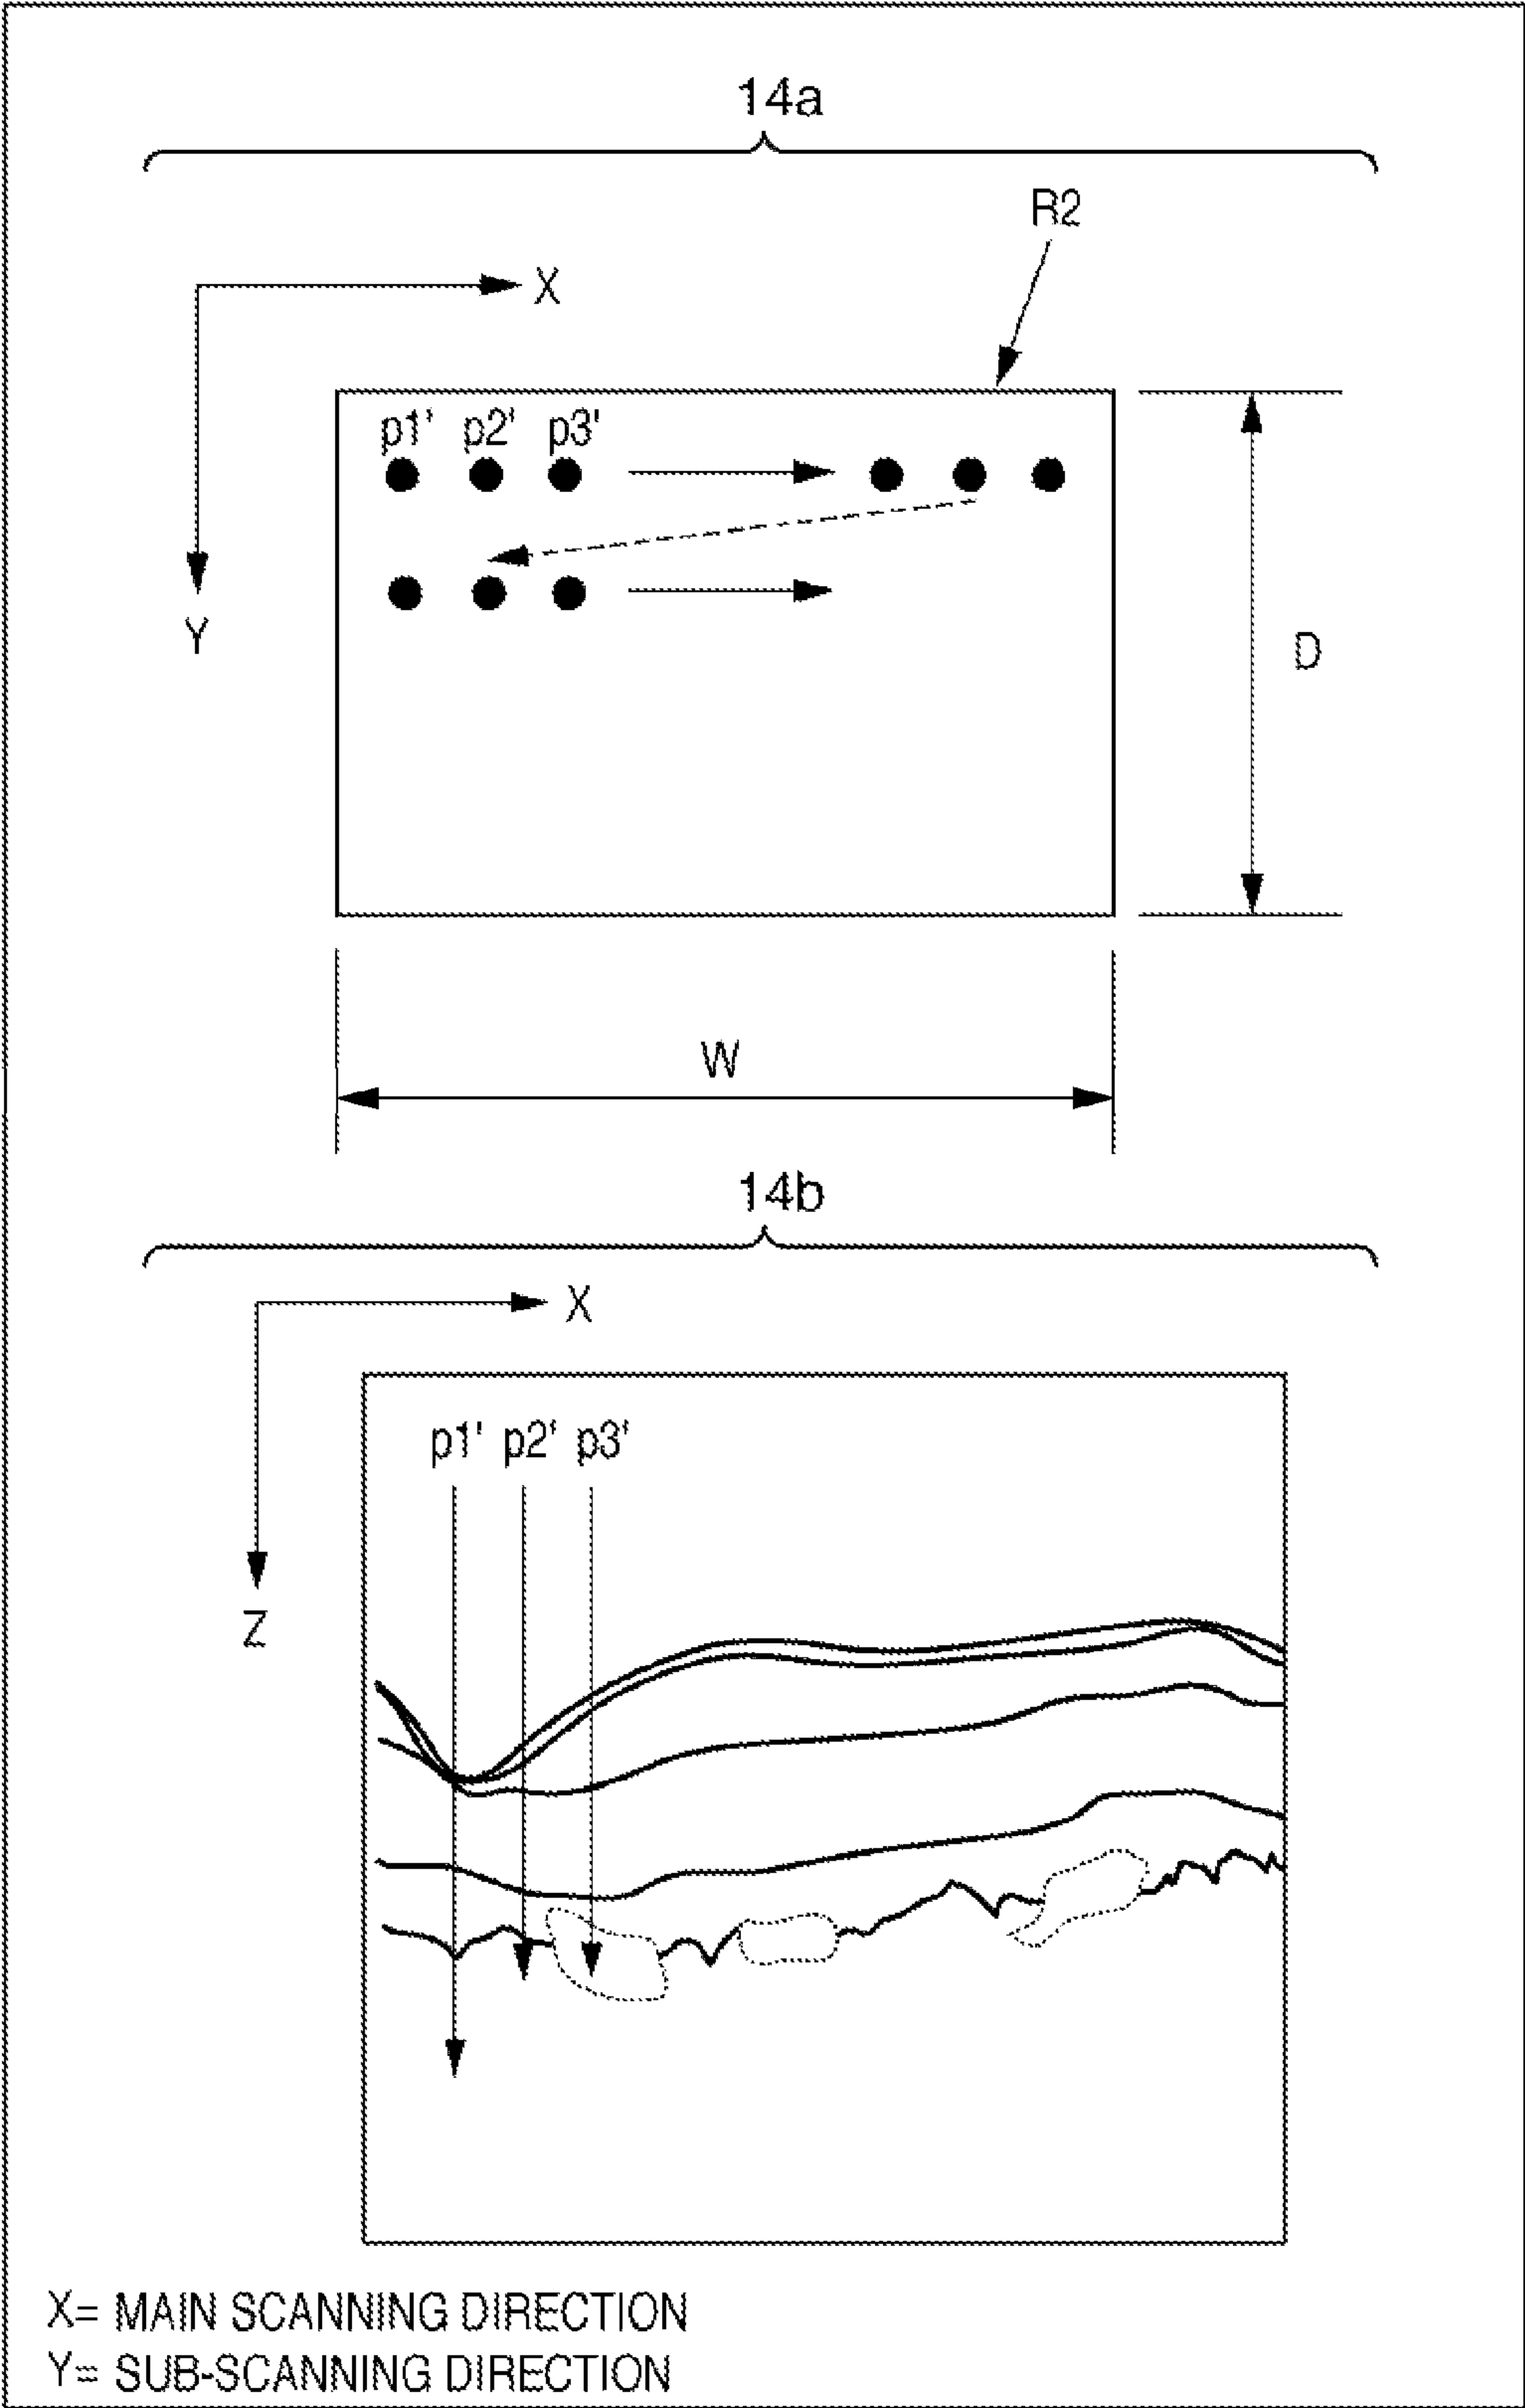 14a
R2
X
p1' p2' p3'
Y
D
W
14b
X
p1' p2' p3'
Z
X= MAIN SCANNING DIRECTION
Y= SUB-SCANNING DIRECTION